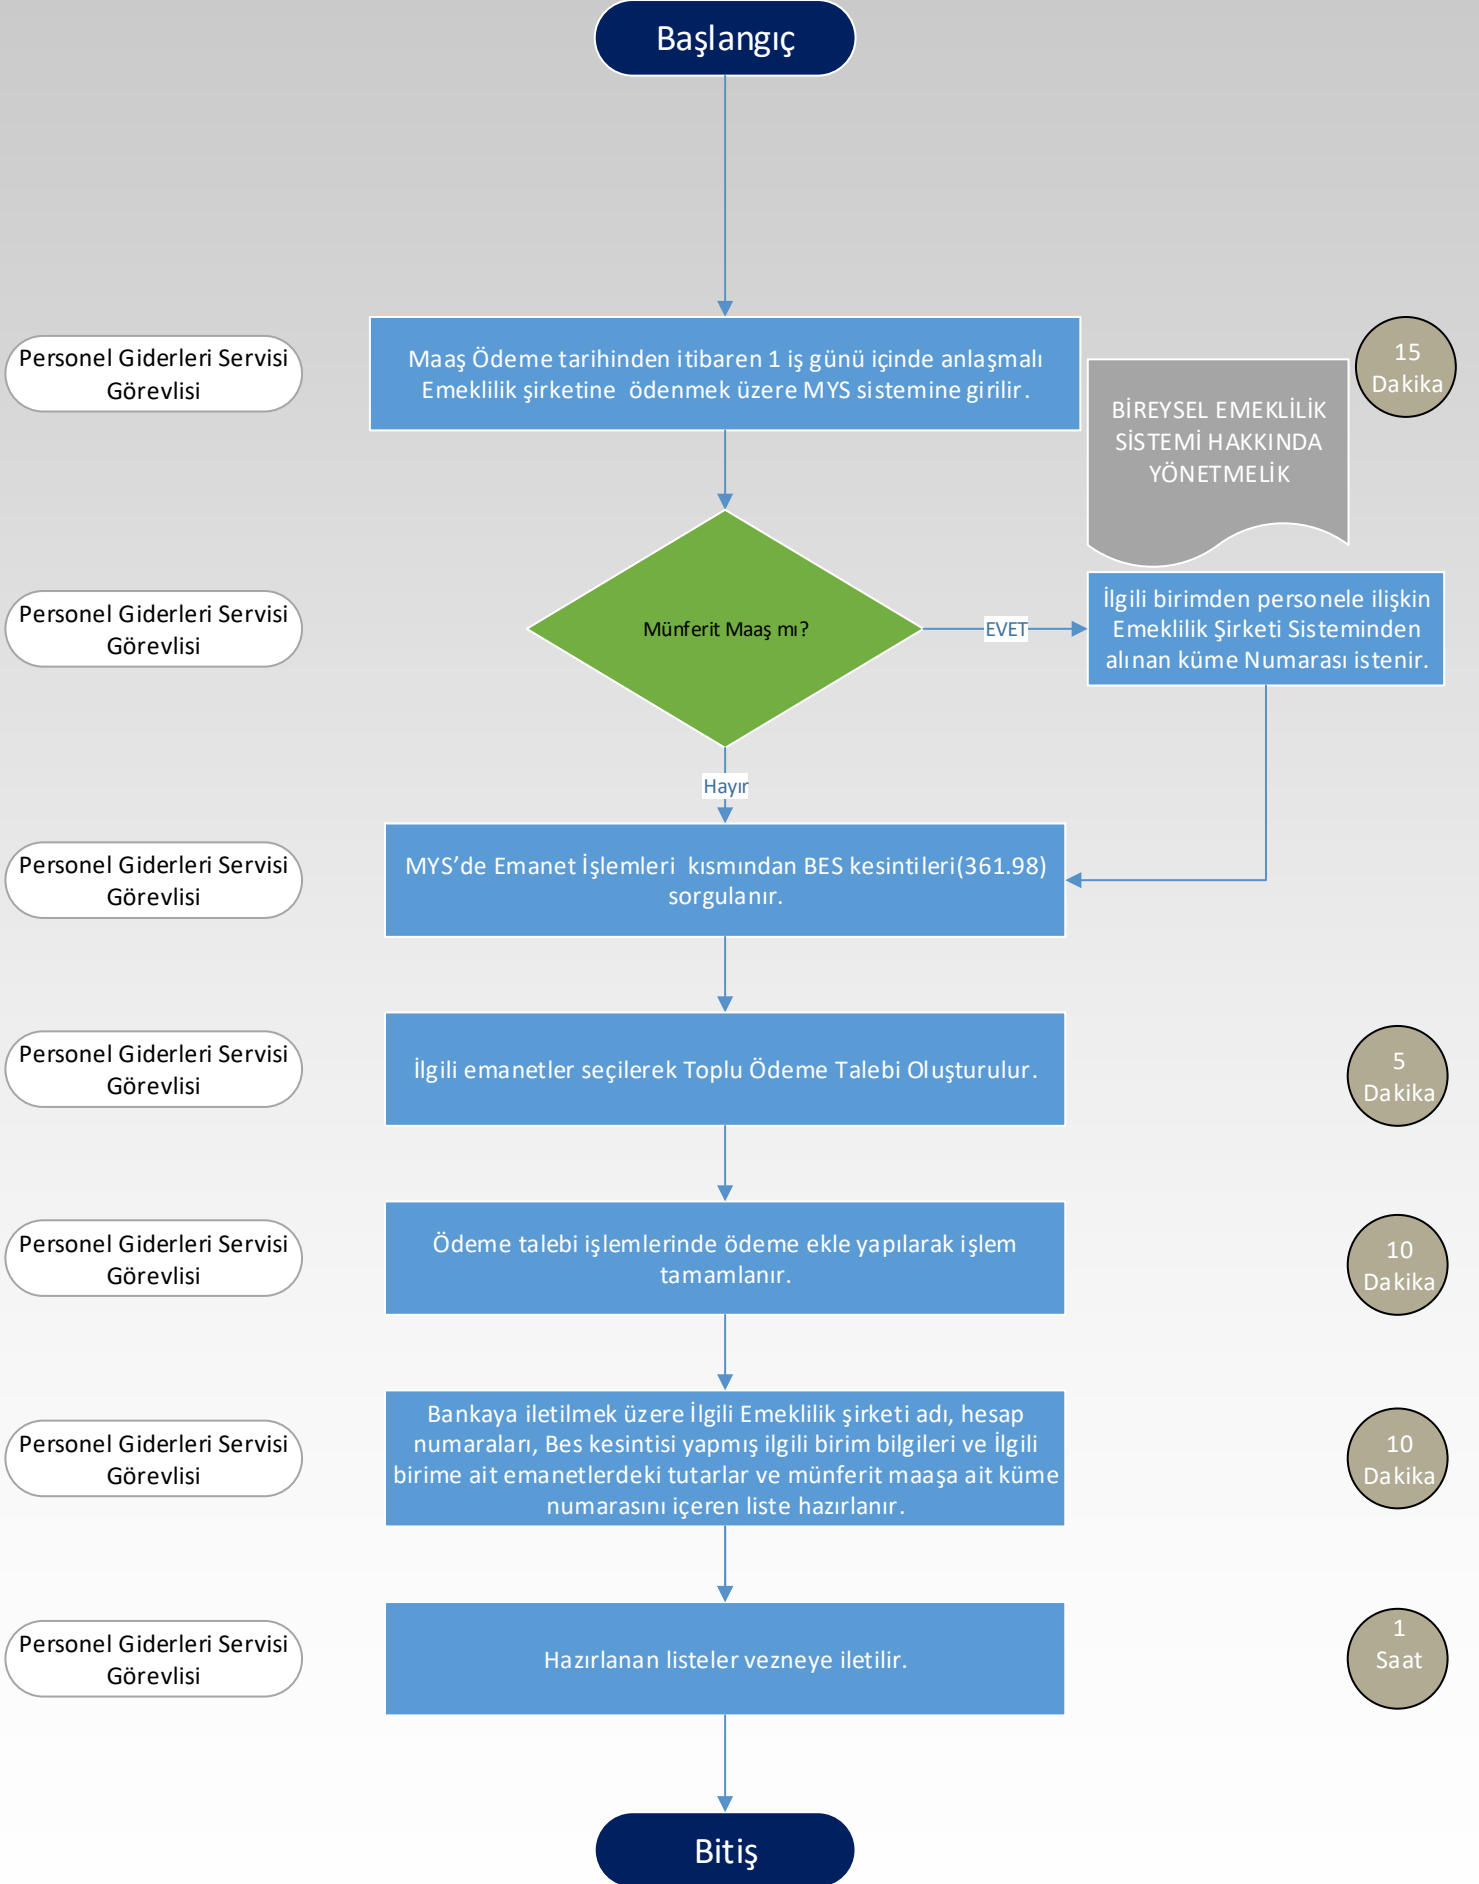 Başlangıç
Personel Giderleri Servisi
Görevlisi
Maaş Ödeme tarihinden itibaren 1 iş günü içinde anlaşmalı
Emeklilik şirketine ödenmek üzere MYS sistemine girilir.
15
Dakika
BİREYSEL EMEKLİLİK
SİSTEMİ HAKKINDA
YÖNETMELİK
Personel Giderleri Servisi
Görevlisi
Münferit Maaş mı?
EVET
İlgili birimden personele ilişkin
Emeklilik Şirketi Sisteminden
alınan küme Numarası istenir.
Hayır
Personel Giderleri Servisi
Görevlisi
MYS’de Emanet İşlemleri kısmından BES kesintileri(361.98)
sorgulanır.
Personel Giderleri Servisi
Görevlisi
İlgili emanetler seçilerek Toplu Ödeme Talebi Oluşturulur.
5
Dakika
Personel Giderleri Servisi
Görevlisi
Ödeme talebi işlemlerinde ödeme ekle yapılarak işlem
tamamlanır.
10
Dakika
Personel Giderleri Servisi
Görevlisi
Bankaya iletilmek üzere İlgili Emeklilik şirketi adı, hesap
numaraları, Bes kesintisi yapmış ilgili birim bilgileri ve İlgili
birime ait emanetlerdeki tutarlar ve münferit maaşa ait küme
numarasını içeren liste hazırlanır.
10
Dakika
Personel Giderleri Servisi
Görevlisi
Hazırlanan listeler vezneye iletilir.
1
Saat
Bitiş